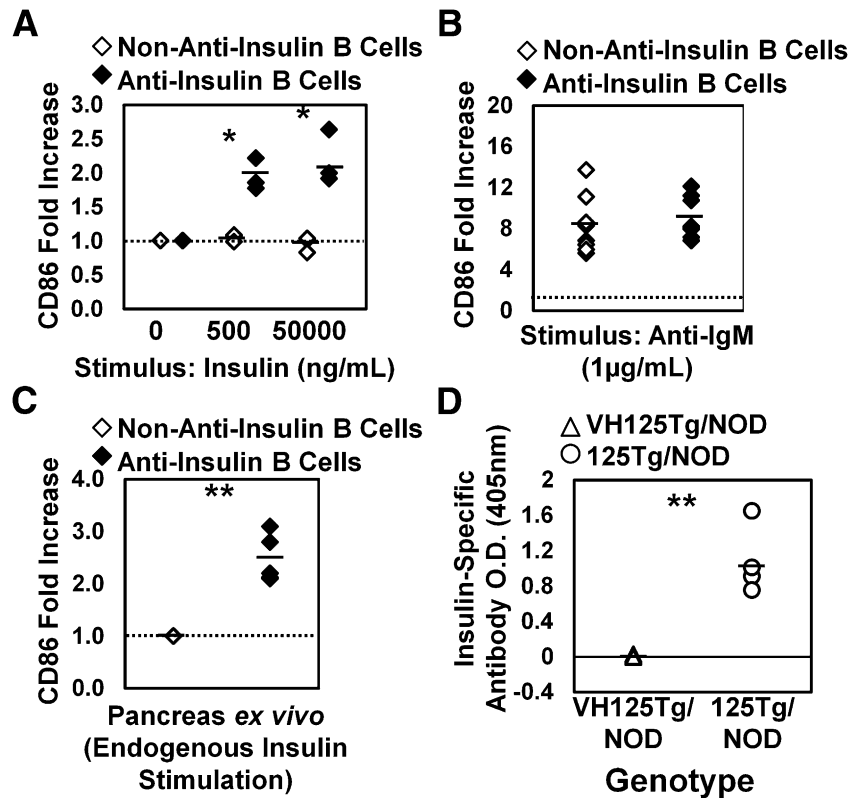 A
Non-Anti-Insulin B Cells
Anti-Insulin B Cells
CD86 Fold Increase
3.0
2.5
2.0
1.5
1.0
0.5
0.0
*
*
0 500 50000
Stimulus: Insulin (ng/mL)
B
Non-Anti-Insulin B Cells
Anti-Insulin B Cells
CD86 Fold Increase
20
16
12
8
4
0
Stimulus: Anti-IgM
(1µg/mL)
C
Non-Anti-Insulin B Cells
Anti-Insulin B Cells
CD86 Fold Increase
4.0
3.0
2.0
1.0
0.0
**
Pancreas ex vivo
(Endogenous Insulin
Stimulation)
D
VH125Tg/NOD
125Tg/NOD
Insulin-Specific
Antibody O.D. (405nm)
2
1.6
1.2
0.8
0.4
0
-0.4
**
VH125Tg/ 125Tg/
NOD NOD
Genotype